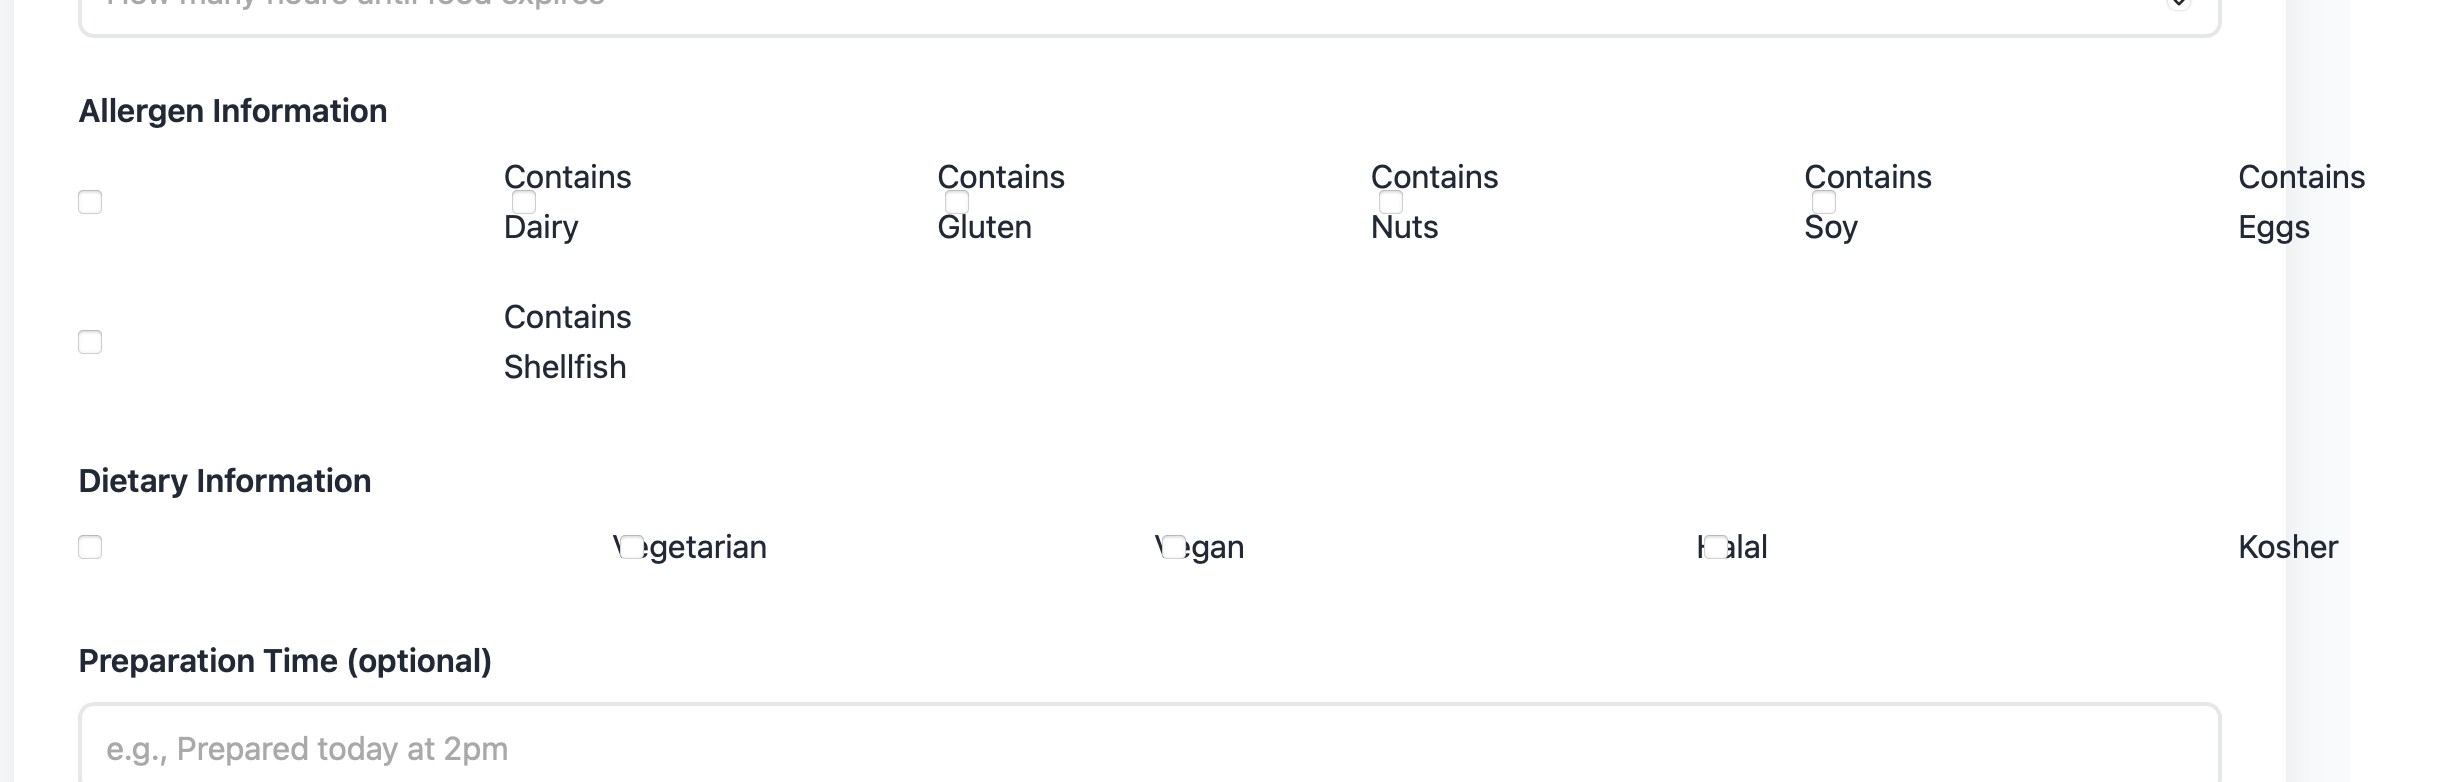 How many hours until food expires
Allergen Information
Contains Dairy
Contains Gluten
Contains Nuts
Contains Soy
Contains Eggs
Contains Shellfish
Dietary Information
Vegetarian
Vegan
Halal
Kosher
Preparation Time (optional)
e.g., Prepared today at 2pm